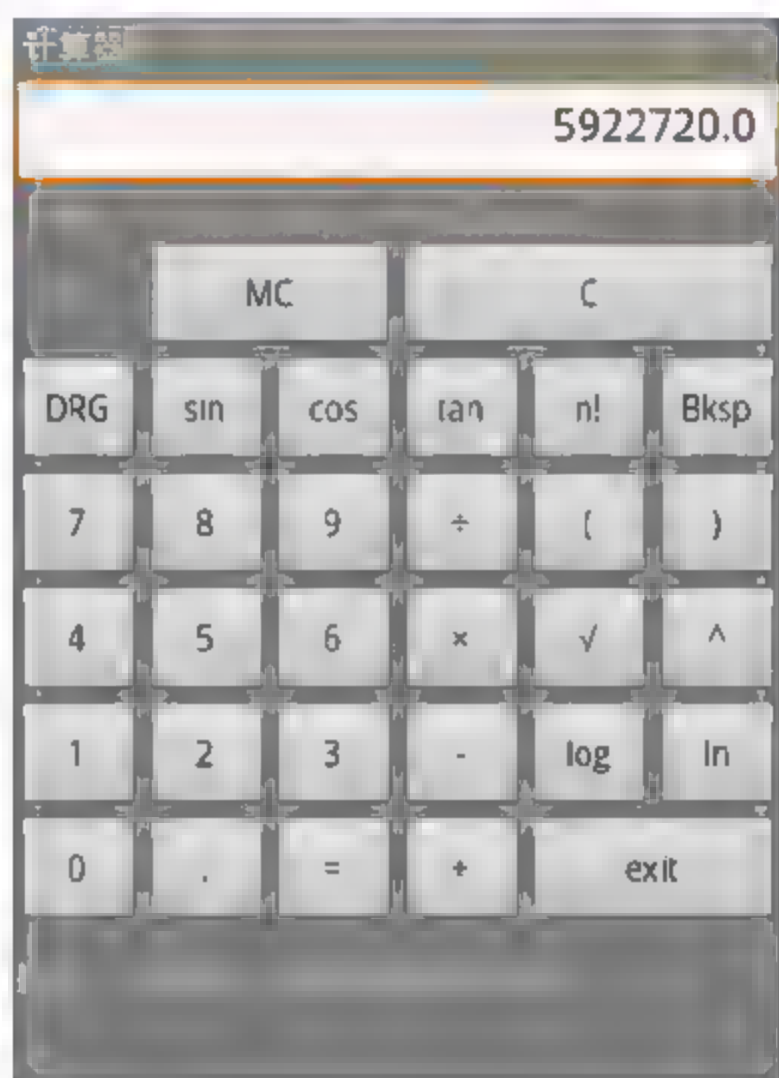 计算器
5922720.0
MC C
DRG sin cos tan n! Bksp
7 8 9 ÷ ( )
4 5 6 × √ ^
1 2 3 - log ln
0 . = + exit